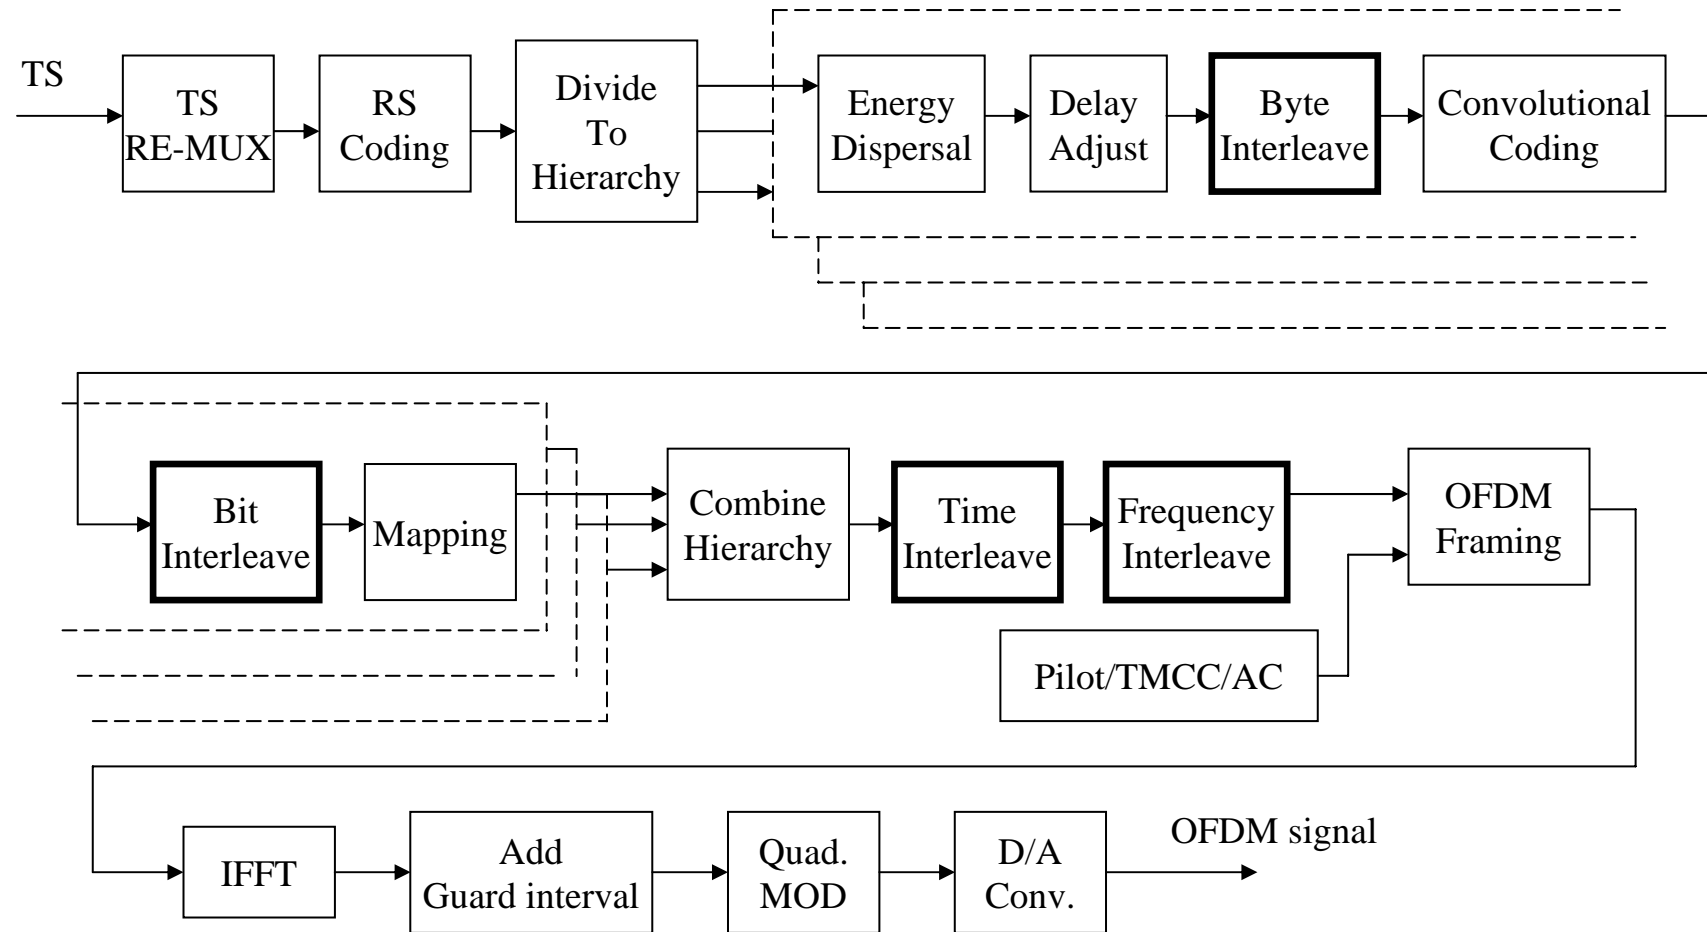 TS
TS
RE-MUX
RS
Coding
Divide
To
Hierarchy
Energy
Dispersal
Delay
Adjust
Byte
Interleave
Convolutional
Coding
Bit
Interleave
Mapping
Combine
Hierarchy
Time
Interleave
Frequency
Interleave
OFDM
Framing
Pilot/TMCC/AC
IFFT
Add
Guard interval
Quad.
MOD
D/A
Conv.
OFDM signal